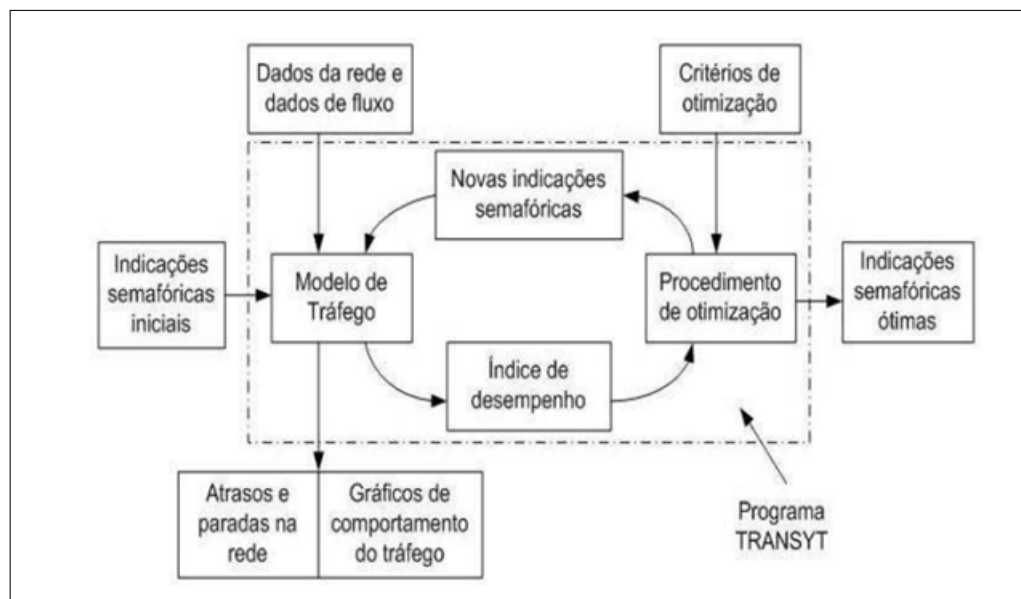 Dados da rede e
dados de fluxo
Critérios de
otimização
Novas indicações
semafóricas
Indicações
semafóricas
iniciais
Modelo de
Tráfego
Procedimento
de otimização
Indicações
semafóricas
ótimas
Índice de
desempenho
Atrasos e
paradas na
rede
Gráficos de
comportamento
do tráfego
Programa
TRANSYT